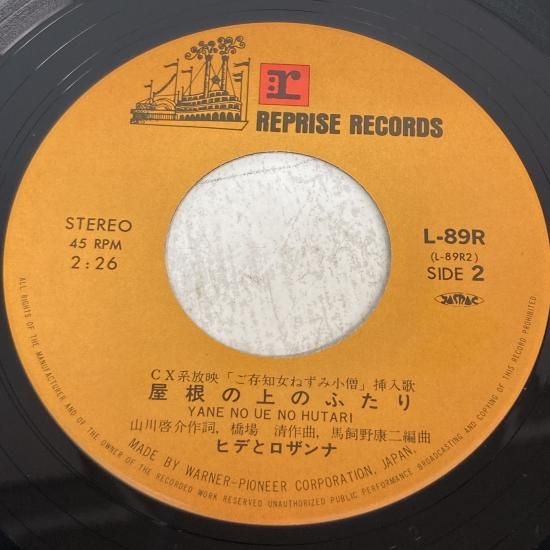 r
REPRISE RECORDS
STEREO
45 RPM
2:26
L-89R
(L-89R2)
SIDE 2
JASRAC
CX系放映「ご存知女ねずみ小僧」挿入歌
屋根の上のふたり
YANE NO UE NO HUTARI
山川啓介作詞, 橋場 清作曲, 馬飼野康二編曲
ヒデとロザンナ
MADE BY WARNER-PIONEER CORPORATION, JAPAN.
ALL RIGHTS OF THE MANUFACTURER AND OF THE OWNER OF THE RECORDED WORK RESERVED UNAUTHORIZED PUBLIC PERFORMANCE BROADCASTING AND COPYING OF THIS RECORD PROHIBITED